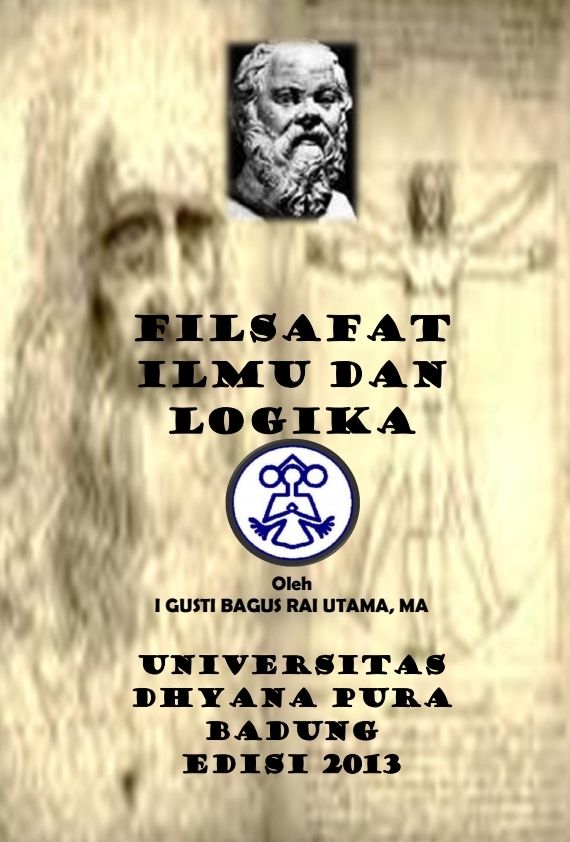 FILSAFAT
ILMU DAN
LOGIKA
Oleh
I GUSTI BAGUS RAI UTAMA, MA
UNIVERSITAS
DHYANA PURA
BADUNG
EDISI 2013